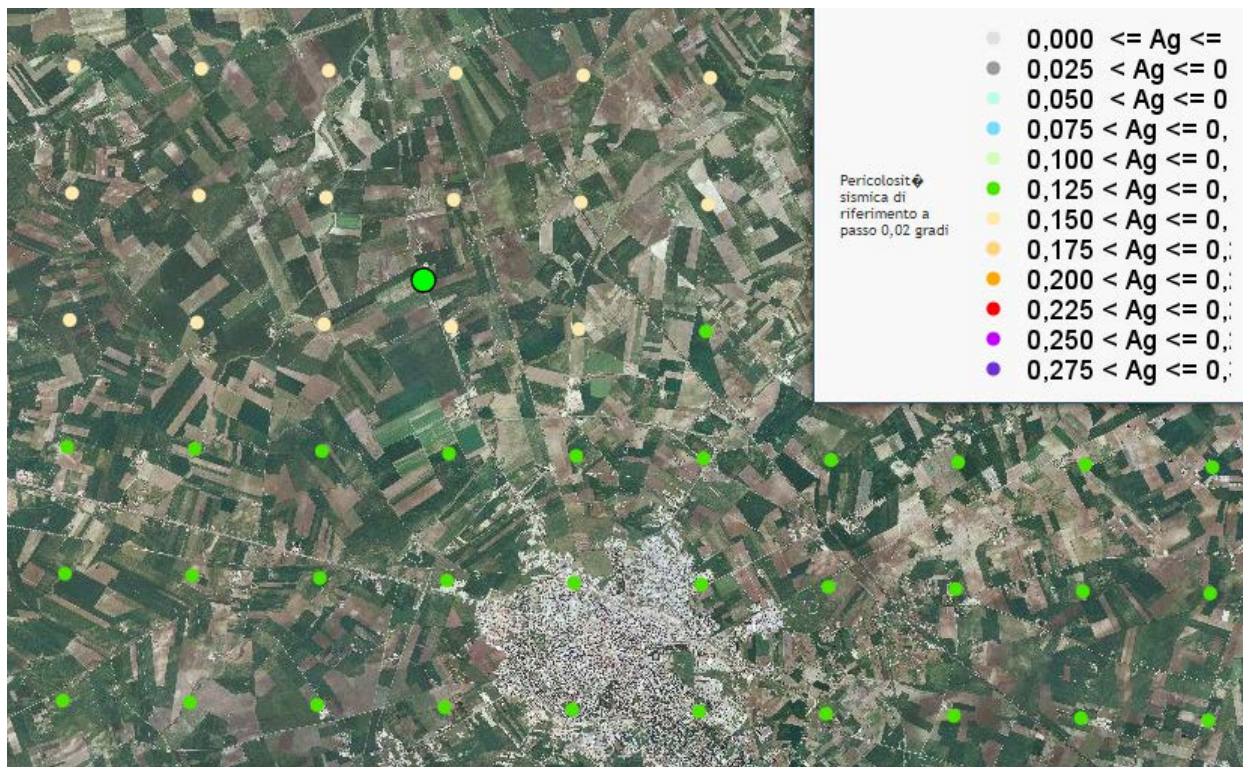 Pericolosit�
sismica di
riferimento a
passo 0,02 gradi
0,000 <= Ag <=
0,025 < Ag <= 0
0,050 < Ag <= 0
0,075 < Ag <= 0,
0,100 < Ag <= 0,
0,125 < Ag <= 0,
0,150 < Ag <= 0,
0,175 < Ag <= 0,
0,200 < Ag <= 0,
0,225 < Ag <= 0,
0,250 < Ag <= 0,
0,275 < Ag <= 0,